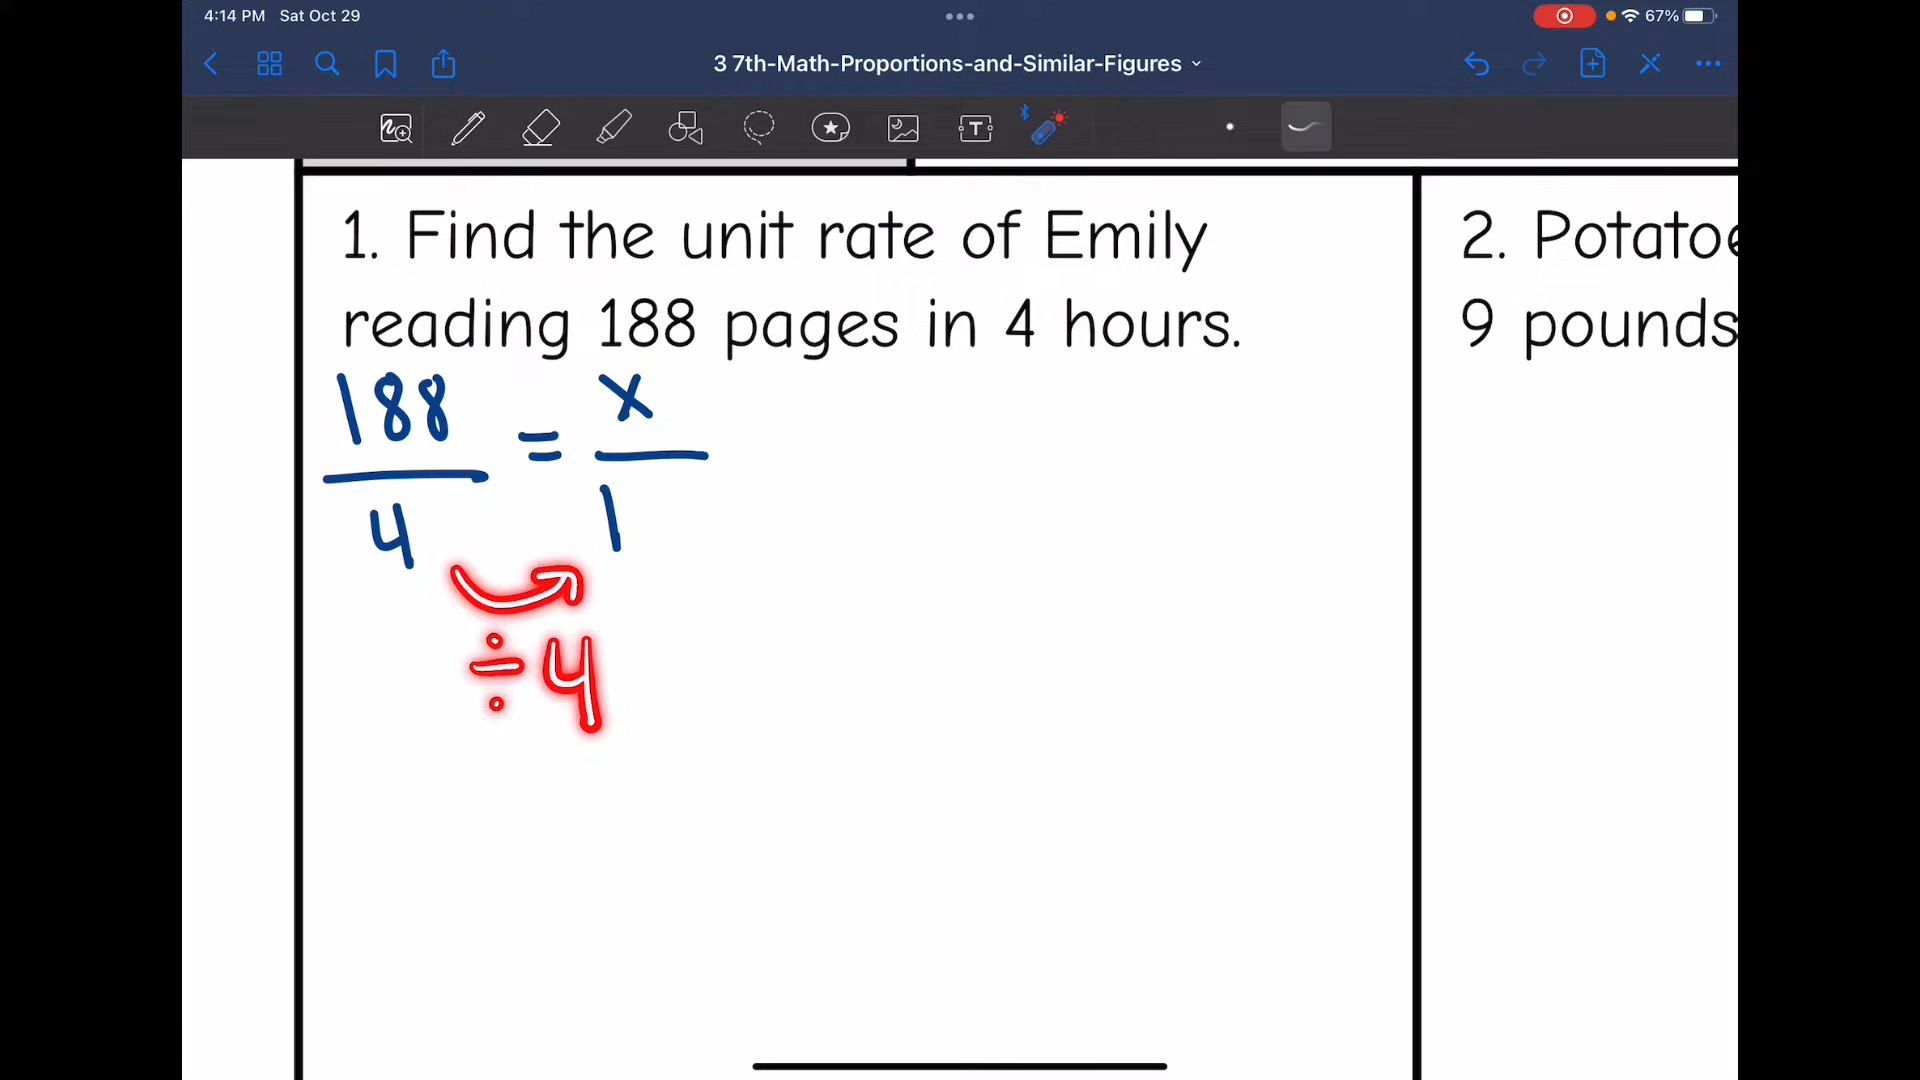 4:14 PM Sat Oct 29
67%
3 7th-Math-Proportions-and-Similar-Figures
T
1. Find the unit rate of Emily
reading 188 pages in 4 hours.
188
4
=
x
1
÷4
2. Potatoe
9 pounds